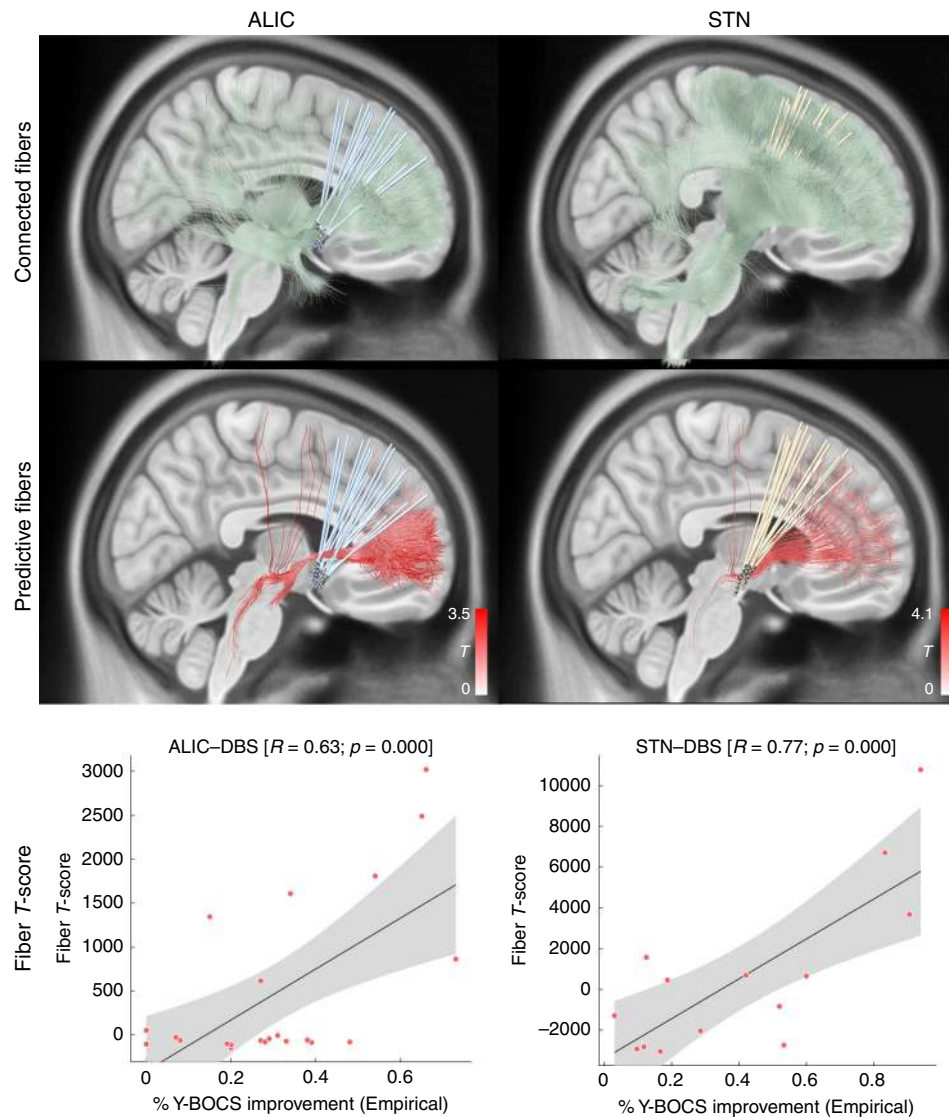 ALIC
STN
Connected fibers
Predictive fibers
3.5
T
0
4.1
T
0
ALIC–DBS [R = 0.63; p = 0.000]
STN–DBS [R = 0.77; p = 0.000]
Fiber T-score
Fiber T-score
3000
2500
2000
1500
1000
500
0
0
0.2
0.4
0.6
% Y-BOCS improvement (Empirical)
Fiber T-score
10000
8000
6000
4000
2000
0
–2000
0
0.2
0.4
0.6
0.8
% Y-BOCS improvement (Empirical)